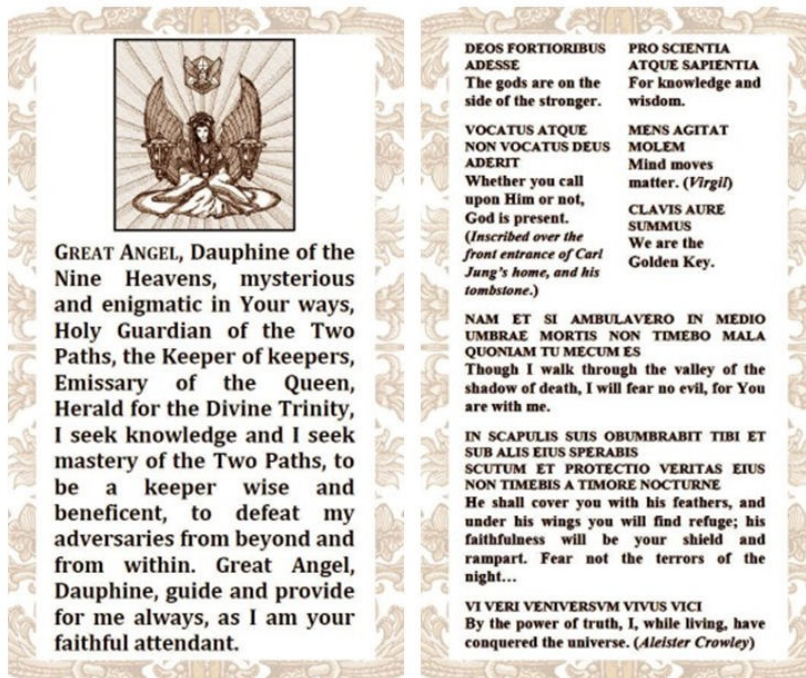 GREAT ANGEL, Dauphine of the
Nine Heavens, mysterious
and enigmatic in Your ways,
Holy Guardian of the Two
Paths, the Keeper of keepers,
Emissary of the Queen,
Herald for the Divine Trinity,
I seek knowledge and I seek
mastery of the Two Paths, to
be a keeper wise and
beneficent, to defeat my
adversaries from beyond and
from within. Great Angel,
Dauphine, guide and provide
for me always, as I am your
faithful attendant.
DEOS FORTIORIBUS
ADESSE
The gods are on the
side of the stronger.
VOCATUS ATQUE
NON VOCATUS DEUS
ADERIT
Whether you call
upon Him or not,
God is present.
(Inscribed over the
front entrance of Carl
Jung's home, and his
tombstone.)
PRO SCIENTIA
ATQUE SAPIENTIA
For knowledge and
wisdom.
MENS AGITAT
MOLEM
Mind moves
matter. (Virgil)
CLAVIS AURE
SUMMUS
We are the
Golden Key.
NAM ET SI AMBULAVERO IN MEDIO
UMBRAE MORTIS NON TIMEBO MALA
QUONIAM TU MECUM ES
Though I walk through the valley of the
shadow of death, I will fear no evil, for You
are with me.
IN SCAPULIS SUIS OBUMBRABIT TIBI ET
SUB ALIS EIUS SPERABIS
SCUTUM ET PROTECTIO VERITAS EIUS
NON TIMEBIS A TIMORE NOCTURNE
He shall cover you with his feathers, and
under his wings you will find refuge; his
faithfulness will be your shield and
rampart. Fear not the terrors of the
night...
VI VERI VENIVERSVM VIVUS VICI
By the power of truth, I, while living, have
conquered the universe. (Aleister Crowley)